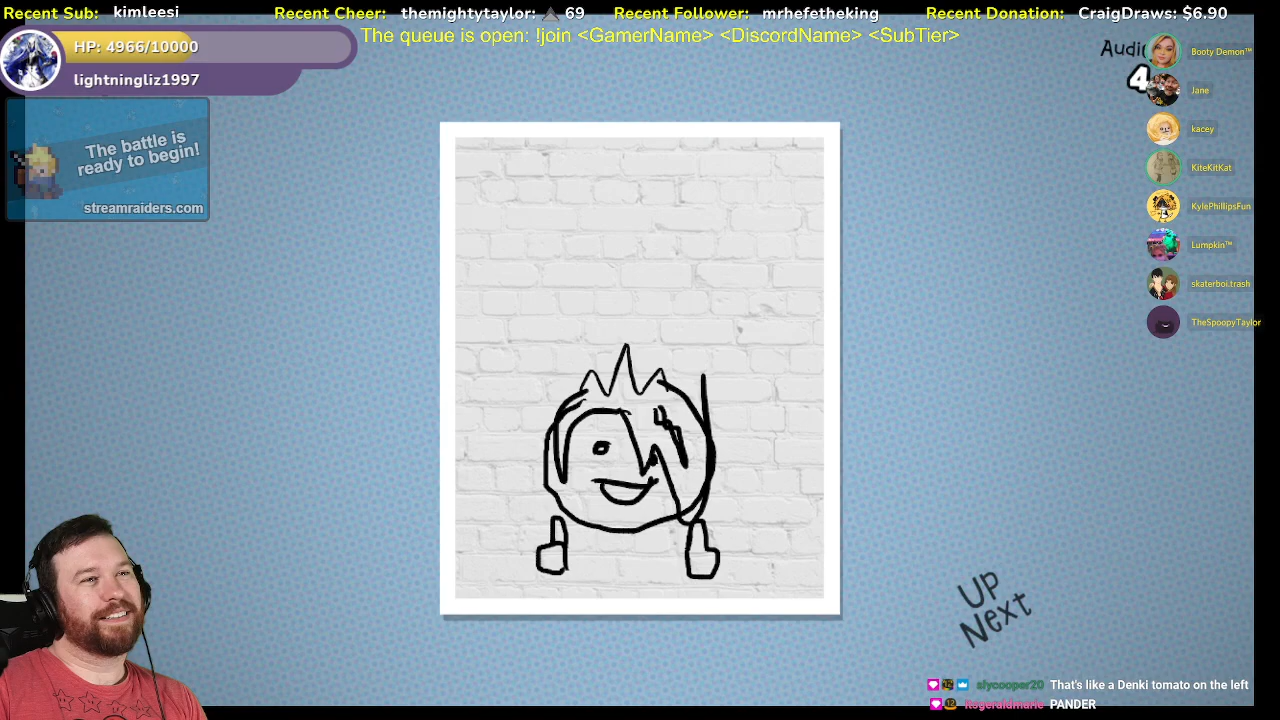 Recent Sub: kimleesi
Recent Cheer: themightytaylor: 69
Recent Follower: mrhefetheking
Recent Donation: CraigDraws: $6.90
The queue is open: !join <GamerName> <DiscordName> <SubTier>
HP: 4966/10000
lightningliz1997
The battle is
ready to begin!
streamraiders.com
4
Booty Demon™
Jane
kacey
KiteKitKat
KylePhillipsFun
Lumpkin™
skaterboi.trash
TheSpoopyTaylor
UP
Next
slycooper20 That's like a Denki tomato on the left
Rogeraidmarie PANDER